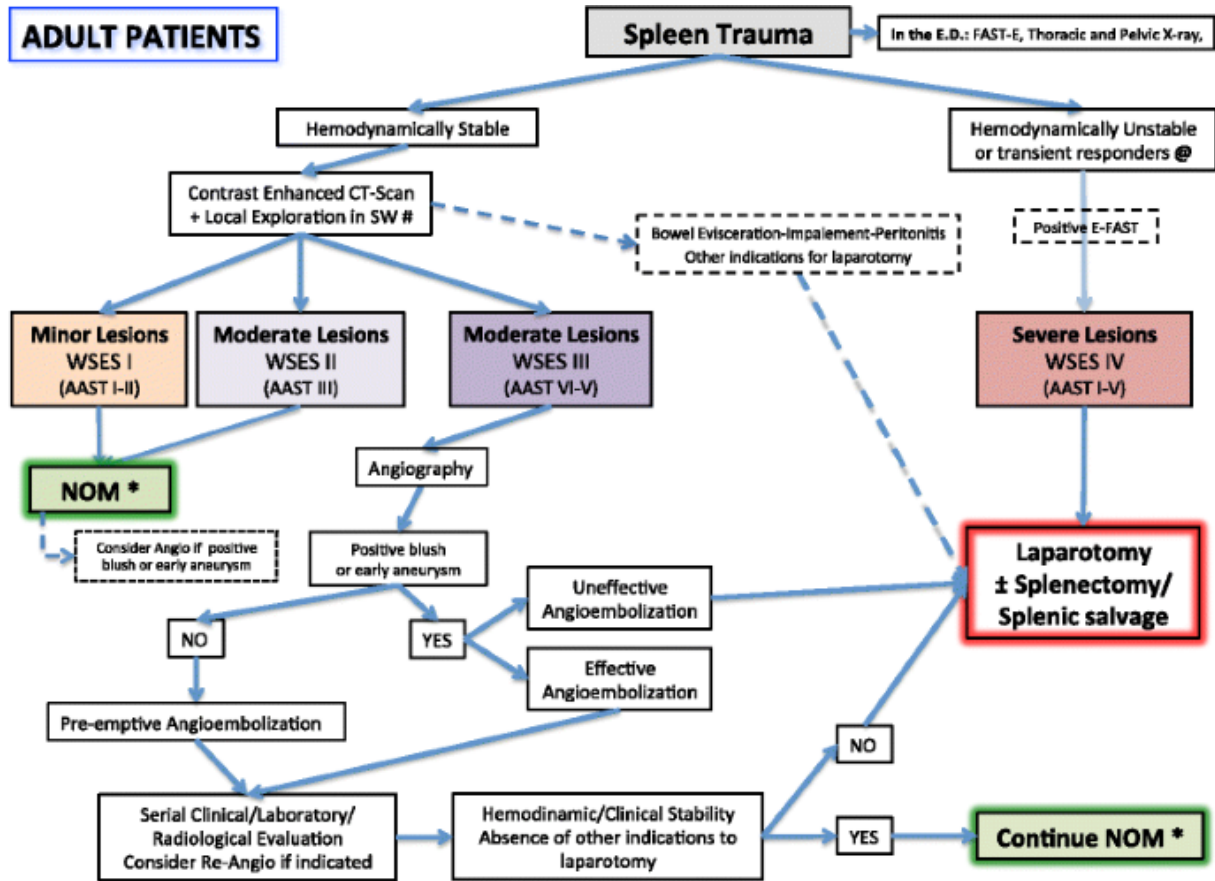 ADULT PATIENTS
Spleen Trauma
In the E.D.: FAST-E, Thoracic and Pelvic X-ray,
Hemodynamically Stable
Hemodynamically Unstable
or transient responders @
Contrast Enhanced CT-Scan
+ Local Exploration in SW #
Bowel Evisceration-Impalement-Peritonitis
Other indications for laparotomy
Positive E-FAST
Minor Lesions
WSES I
(AAST I-II)
Moderate Lesions
WSES II
(AAST III)
Moderate Lesions
WSES III
(AAST VI-V)
Severe Lesions
WSES IV
(AAST I-V)
NOM *
Angiography
Consider Angio if positive
blush or early aneurysm
Positive blush
or early aneurysm
Uneffective
Angioembolization
Laparotomy
± Splenectomy/
Splenic salvage
NO
YES
Effective
Angioembolization
Pre-emptive Angioembolization
NO
Serial Clinical/Laboratory/
Radiological Evaluation
Consider Re-Angio if indicated
Hemodinamic/Clinical Stability
Absence of other indications to
laparotomy
YES
Continue NOM *